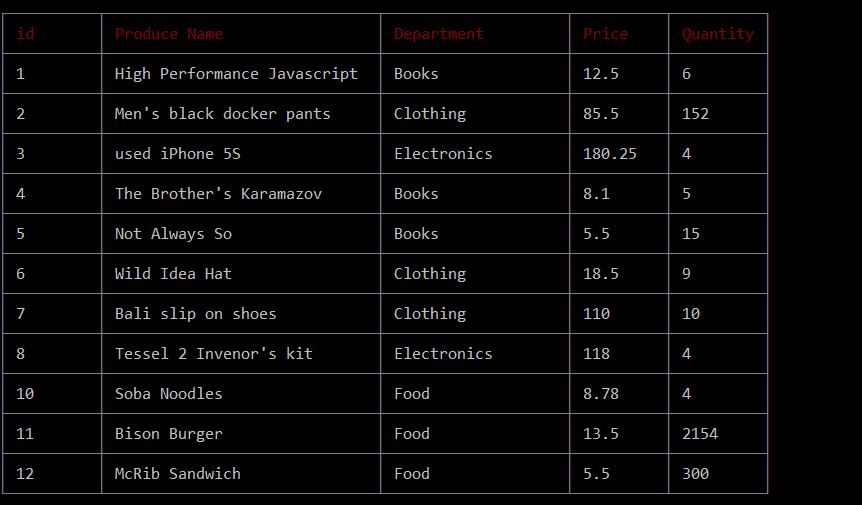 id Produce Name Department Price Quantity
1 High Performance Javascript Books 12.5 6
2 Men's black docker pants Clothing 85.5 152
3 used iPhone 5S Electronics 180.25 4
4 The Brother's Karamazov Books 8.1 5
5 Not Always So Books 5.5 15
6 Wild Idea Hat Clothing 18.5 9
7 Bali slip on shoes Clothing 110 10
8 Tessel 2 Invenor's kit Electronics 118 4
10 Soba Noodles Food 8.78 4
11 Bison Burger Food 13.5 2154
12 McRib Sandwich Food 5.5 300